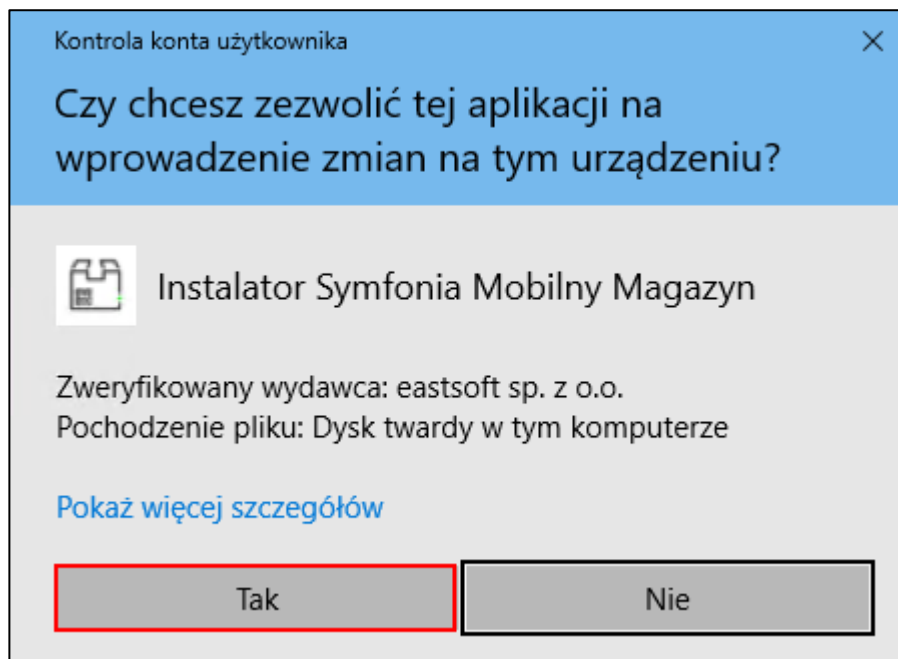 Kontrola konta użytkownika
Czy chcesz zezwolić tej aplikacji na
wprowadzenie zmian na tym urządzeniu?
Instalator Symfonia Mobilny Magazyn
Zweryfikowany wydawca: eastsoft sp. z o.o.
Pochodzenie pliku: Dysk twardy w tym komputerze
Pokaż więcej szczegółów
Tak
Nie